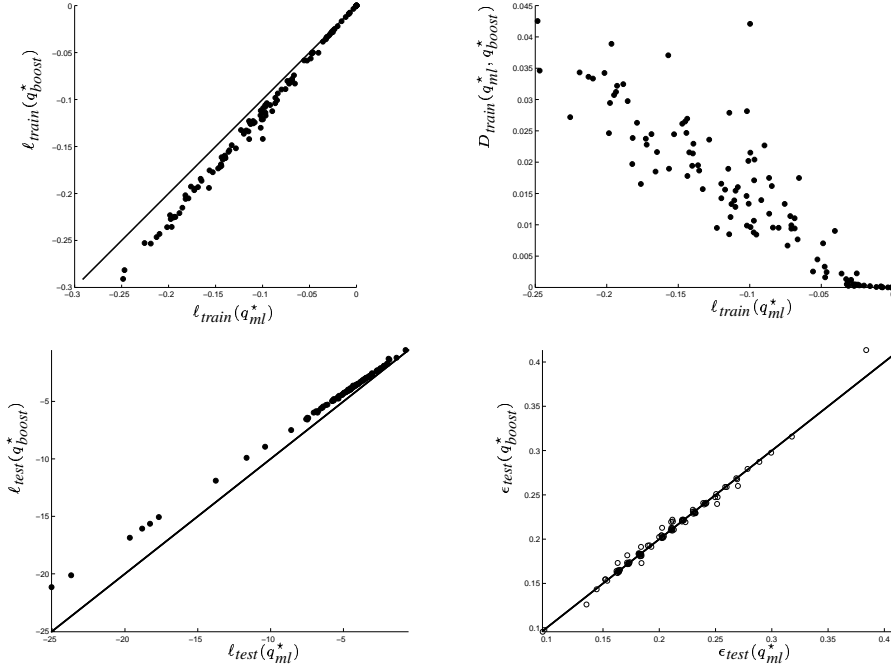 0
−0.05
−0.1
−0.15
−0.2
−0.25
−0.3
ℓtrain(q⋆boost)
−0.3 −0.25 −0.2 −0.15 −0.1 −0.05 0
ℓtrain(q⋆ml)
0.045
0.04
0.035
0.03
0.025
0.02
0.015
0.01
0.005
0
Dtrain(q⋆ml, q⋆boost)
−0.25 −0.2 −0.15 −0.1 −0.05
ℓtrain(q⋆ml)
−5
−10
−15
−20
−25
ℓtest(q⋆boost)
−25 −20 −15 −10 −5
ℓtest(q⋆ml)
0.4
0.35
0.3
0.25
0.2
0.15
0.1
ϵtest(q⋆boost)
0.1 0.15 0.2 0.25 0.3 0.35 0.4
ϵtest(q⋆ml)